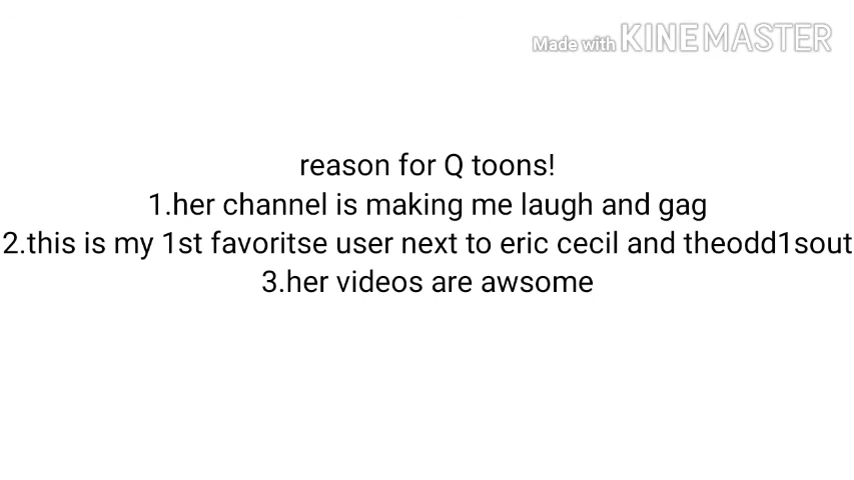 Made with KINEMASTER
reason for Q toons!
1.her channel is making me laugh and gag
2.this is my 1st favoritse user next to eric cecil and theodd1sout
3.her videos are awsome